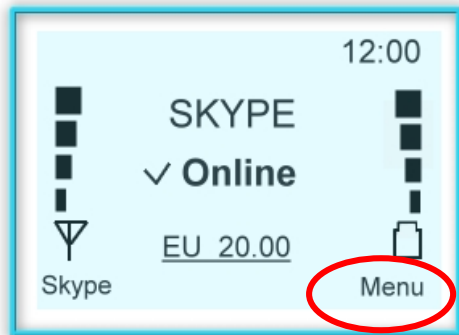 12:00
SKYPE
✓ Online
EU 20.00
Skype Menu